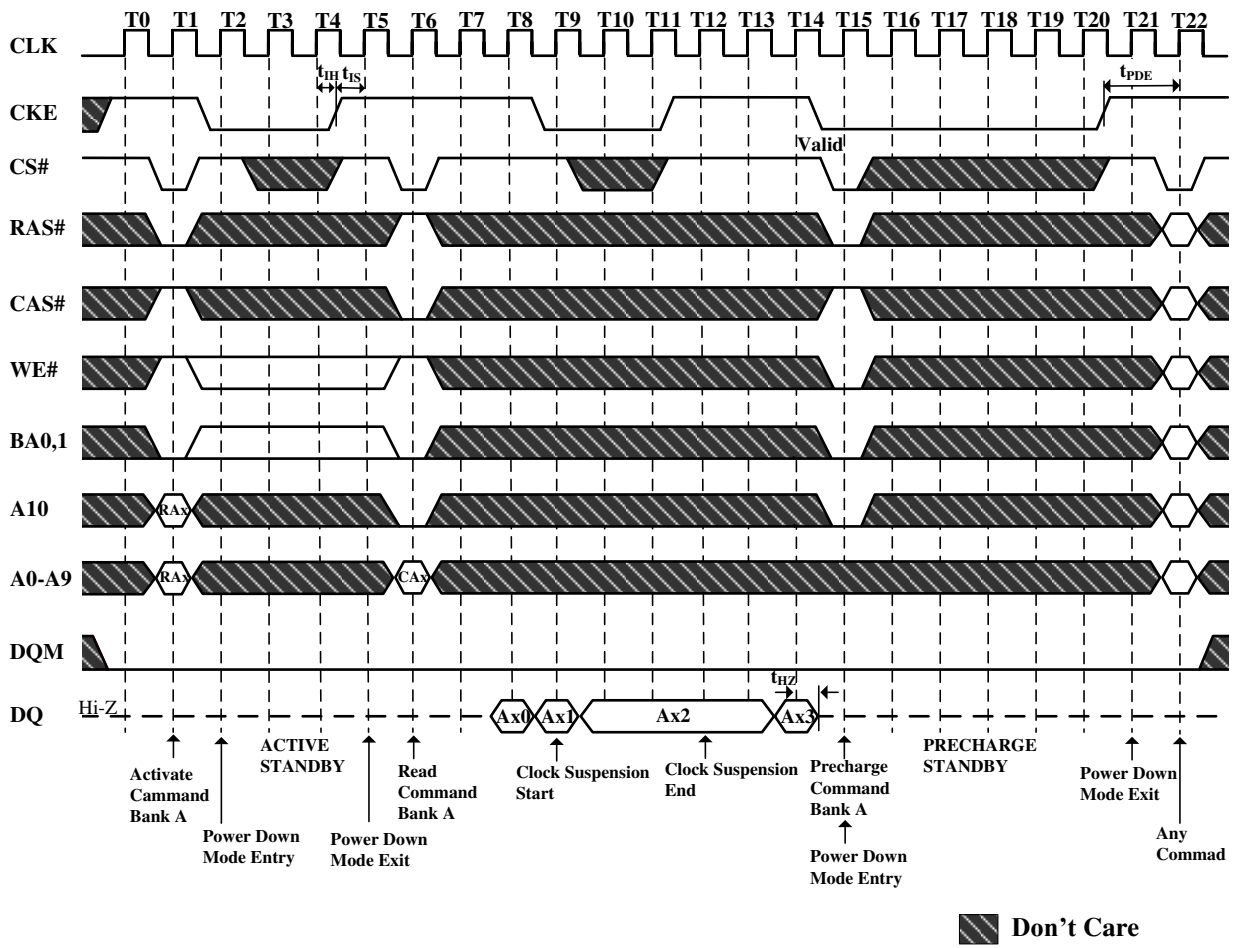 T0 T1 T2 T3 T4 T5 T6 T7 T8 T9 T10 T11 T12 T13 T14 T15 T16 T17 T18 T19 T20 T21 T22
CLK
tIH tIS tPDE
CKE
Valid
CS#
RAS#
CAS#
WE#
BA0,1
A10 RAx
A0-A9 RAx CAx
DQM
tHZ
DQ Hi-Z Ax0 Ax1 Ax2 Ax3
ACTIVE
STANDBY
PRECHARGE
STANDBY
Activate
Cammand
Bank A
Read
Command
Bank A
Clock Suspension
Start
Clock Suspension
End
Precharge
Command
Bank A
Power Down
Mode Exit
Power Down
Mode Entry
Power Down
Mode Exit
Power Down
Mode Entry
Any
Commad
Don't Care